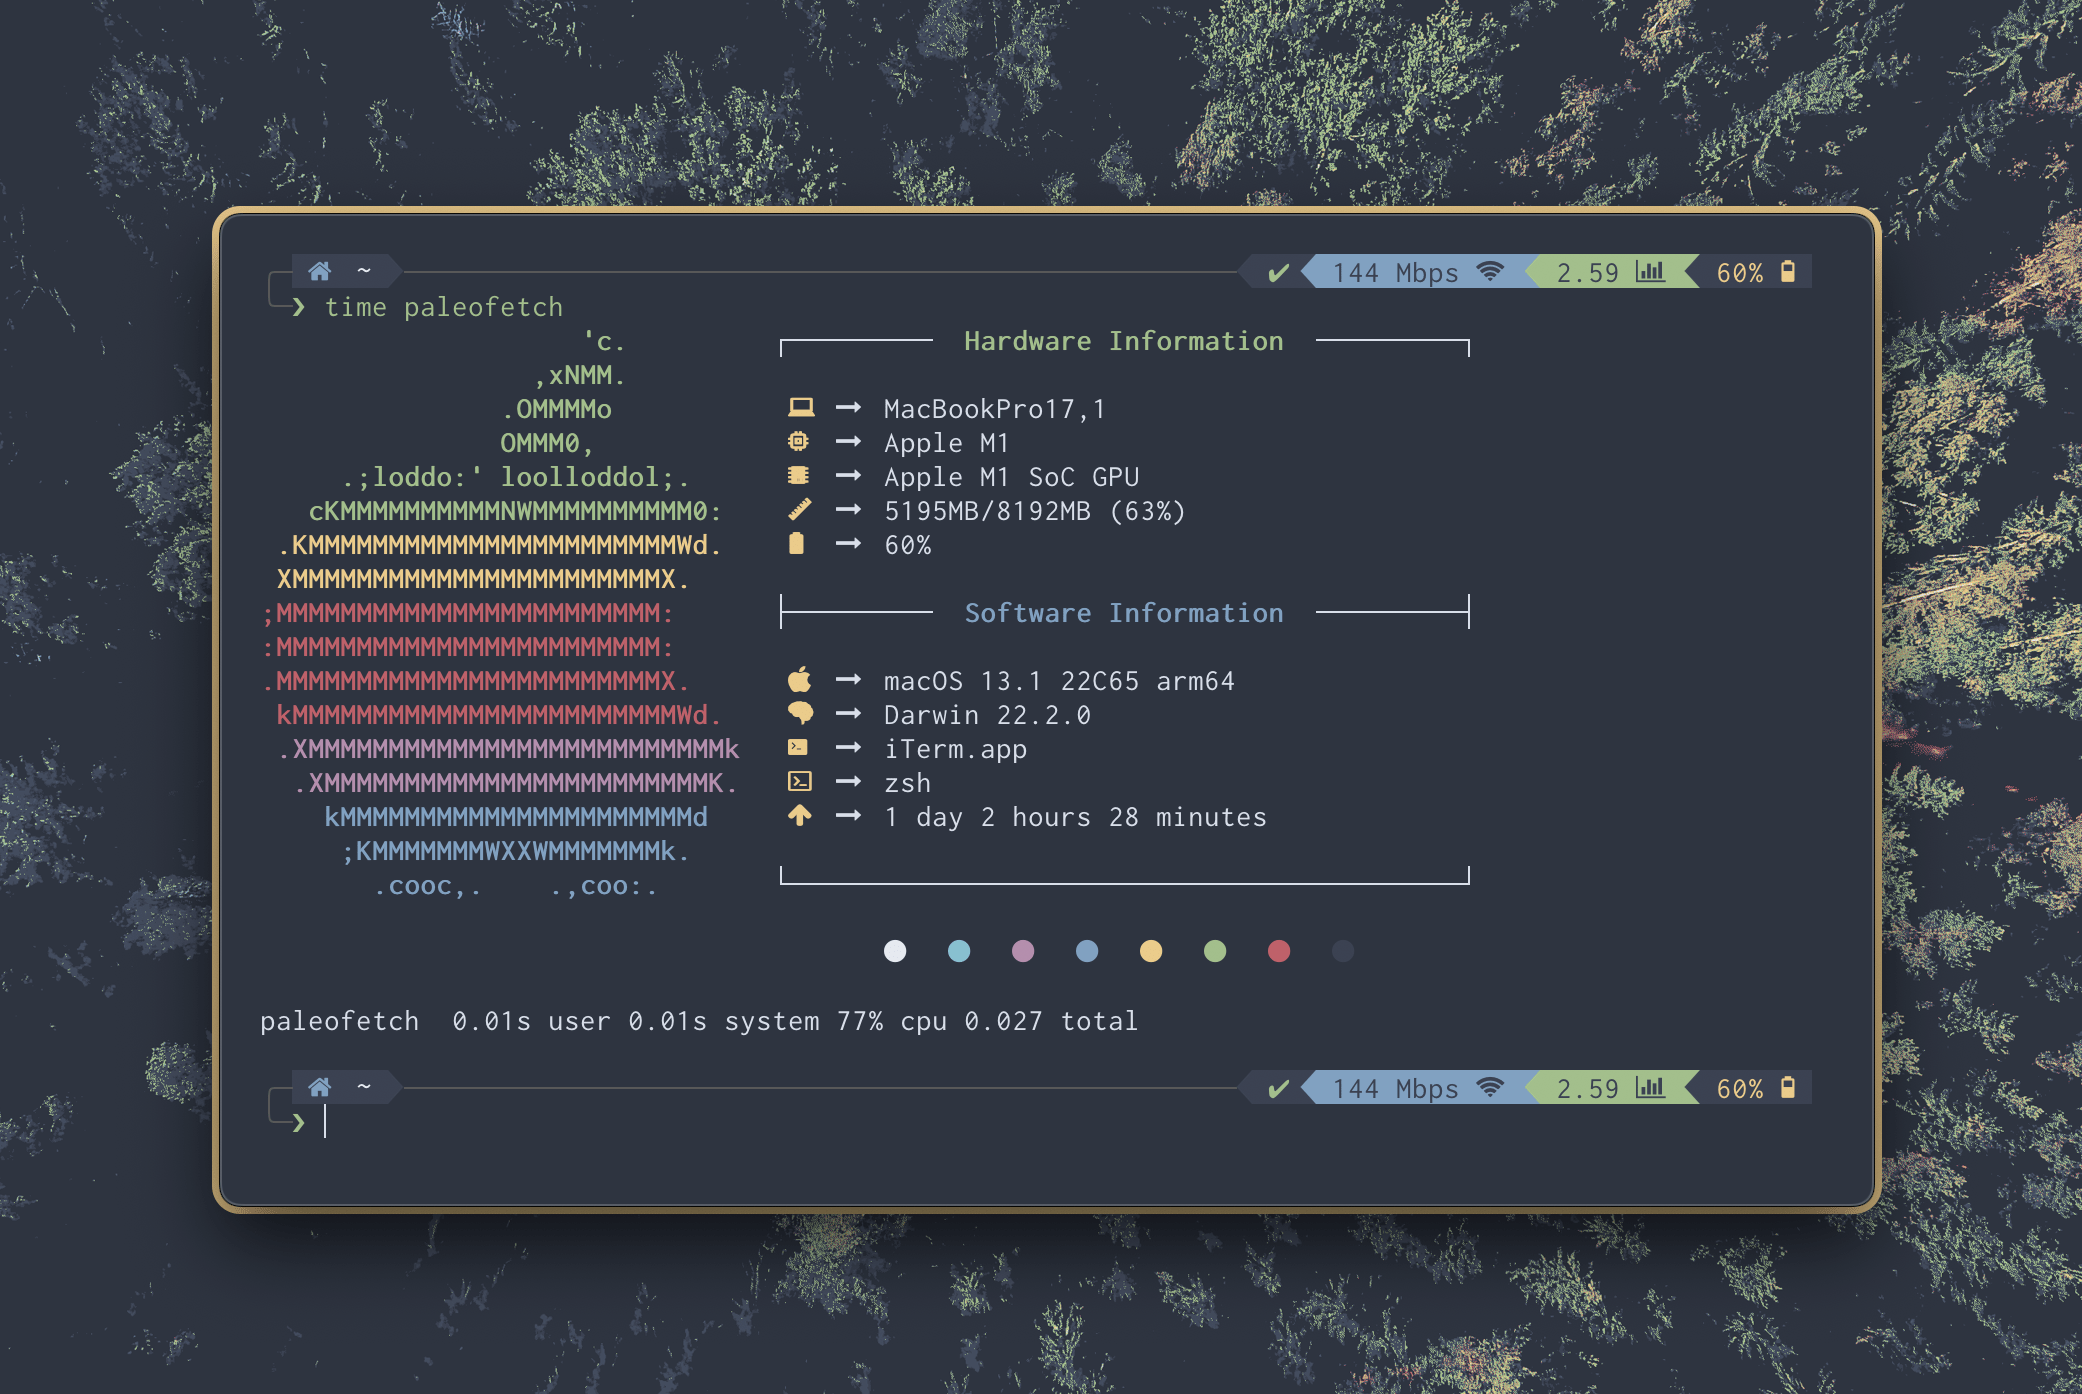 ~ ✔ 144 Mbps 2.59 60%
❯ time paleofetch
'c.
,xNMM.
.OMMMMo
OMMM0,
.;loddo:' loolloddol;.
cKMMMMMMMMMMNWMMMMMMMMMM0:
.KMMMMMMMMMMMMMMMMMMMMMMMWd.
XMMMMMMMMMMMMMMMMMMMMMMMX.
;MMMMMMMMMMMMMMMMMMMMMMMM:
:MMMMMMMMMMMMMMMMMMMMMMMM:
.MMMMMMMMMMMMMMMMMMMMMMMMX.
kMMMMMMMMMMMMMMMMMMMMMMMMWd.
.XMMMMMMMMMMMMMMMMMMMMMMMMMMk
.XMMMMMMMMMMMMMMMMMMMMMMMMK.
kMMMMMMMMMMMMMMMMMMMMMMd
;KMMMMMMMWXXWMMMMMMMk.
.cooc,. .,coo:.
Hardware Information
→ MacBookPro17,1
→ Apple M1
→ Apple M1 SoC GPU
→ 5195MB/8192MB (63%)
→ 60%
Software Information
→ macOS 13.1 22C65 arm64
→ Darwin 22.2.0
→ iTerm.app
→ zsh
→ 1 day 2 hours 28 minutes
paleofetch 0.01s user 0.01s system 77% cpu 0.027 total
~ ✔ 144 Mbps 2.59 60%
❯